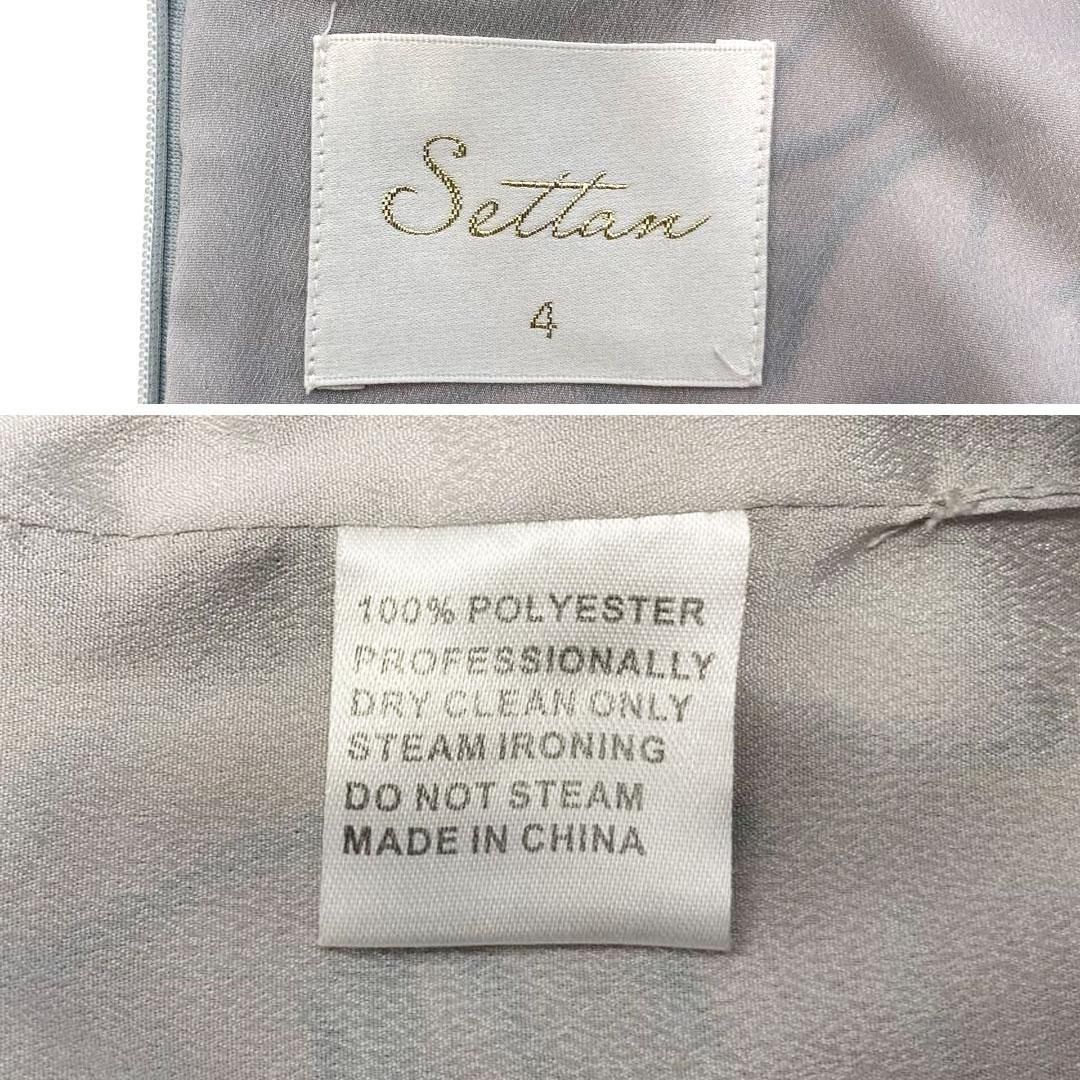 Settan
4
100% POLYESTER
PROFESSIONALLY
DRY CLEAN ONLY
STEAM IRONING
DO NOT STEAM
MADE IN CHINA